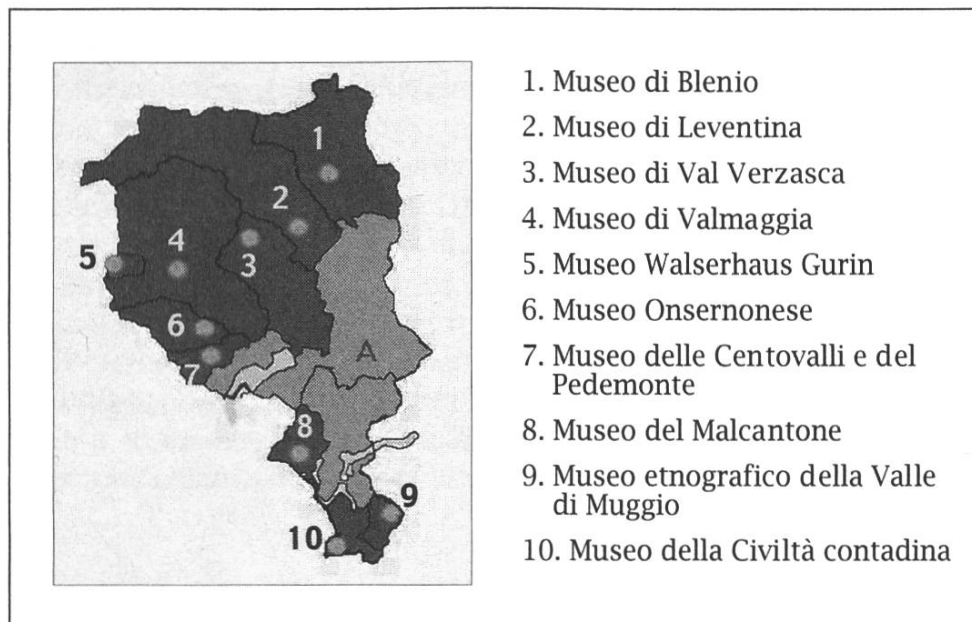 1
2
3
4
5
6
7
8
9
10
A
1. Museo di Blenio
2. Museo di Leventina
3. Museo di Val Verzasca
4. Museo di Valmaggia
5. Museo Walserhaus Gurin
6. Museo Onsernonese
7. Museo delle Centovalli e del
Pedemonte
8. Museo del Malcantone
9. Museo etnografico della Valle
di Muggio
10. Museo della Civiltà contadina